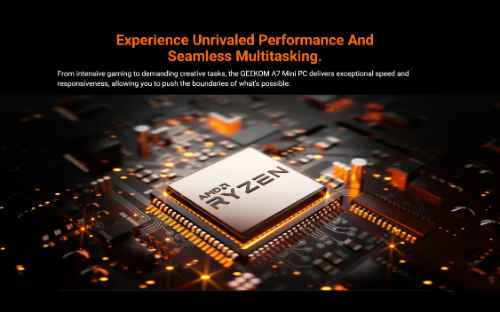 Experience Unrivaled Performance And
Seamless Multitasking.
From intensive gaming to demanding creative tasks, the GEEKOM A7 Mini PC delivers exceptional speed and
responsiveness, allowing you to push the boundaries of what's possible.
AMD
RYZEN